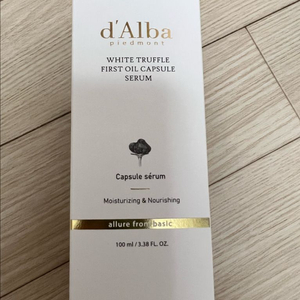 d'Alba
piedmont
WHITE TRUFFLE
FIRST OIL CAPSULE
SERUM
Capsule sérum
Moisturizing & Nourishing
allure from basic
100 ml / 3.38 FL. OZ.